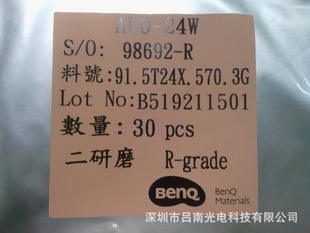 AUO-24W
S/O: 98692-R
料號:91.5T24X.570.3G
Lot No:B519211501
數量:30 pcs
二研磨 R-grade
BenQ
BenQ
Materials
深圳市吕南光电科技有限公司